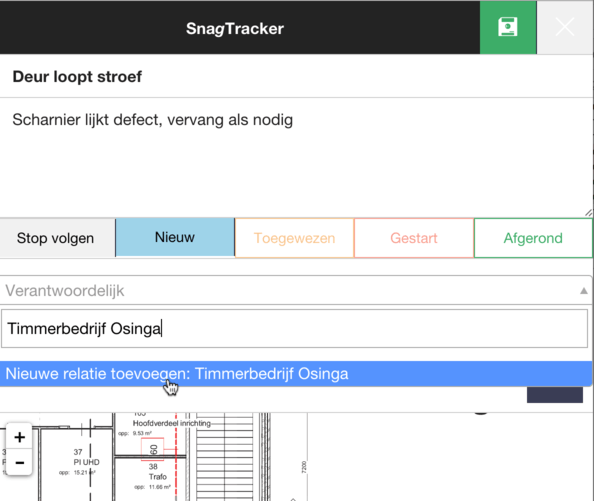 SnagTracker
Deur loopt stroef
Scharnier lijkt defect, vervang als nodig
Stop volgen Nieuw Toegewezen Gestart Afgerond
Verantwoordelijk
Timmerbedrijf Osinga
Nieuwe relatie toevoegen: Timmerbedrijf Osinga
Hoofdverdeel inrichting
opp: 9.53 m²
+
-
37
PI UHD
opp: 15.21 m²
60
38
Trafo
opp: 11.66 m²
7200